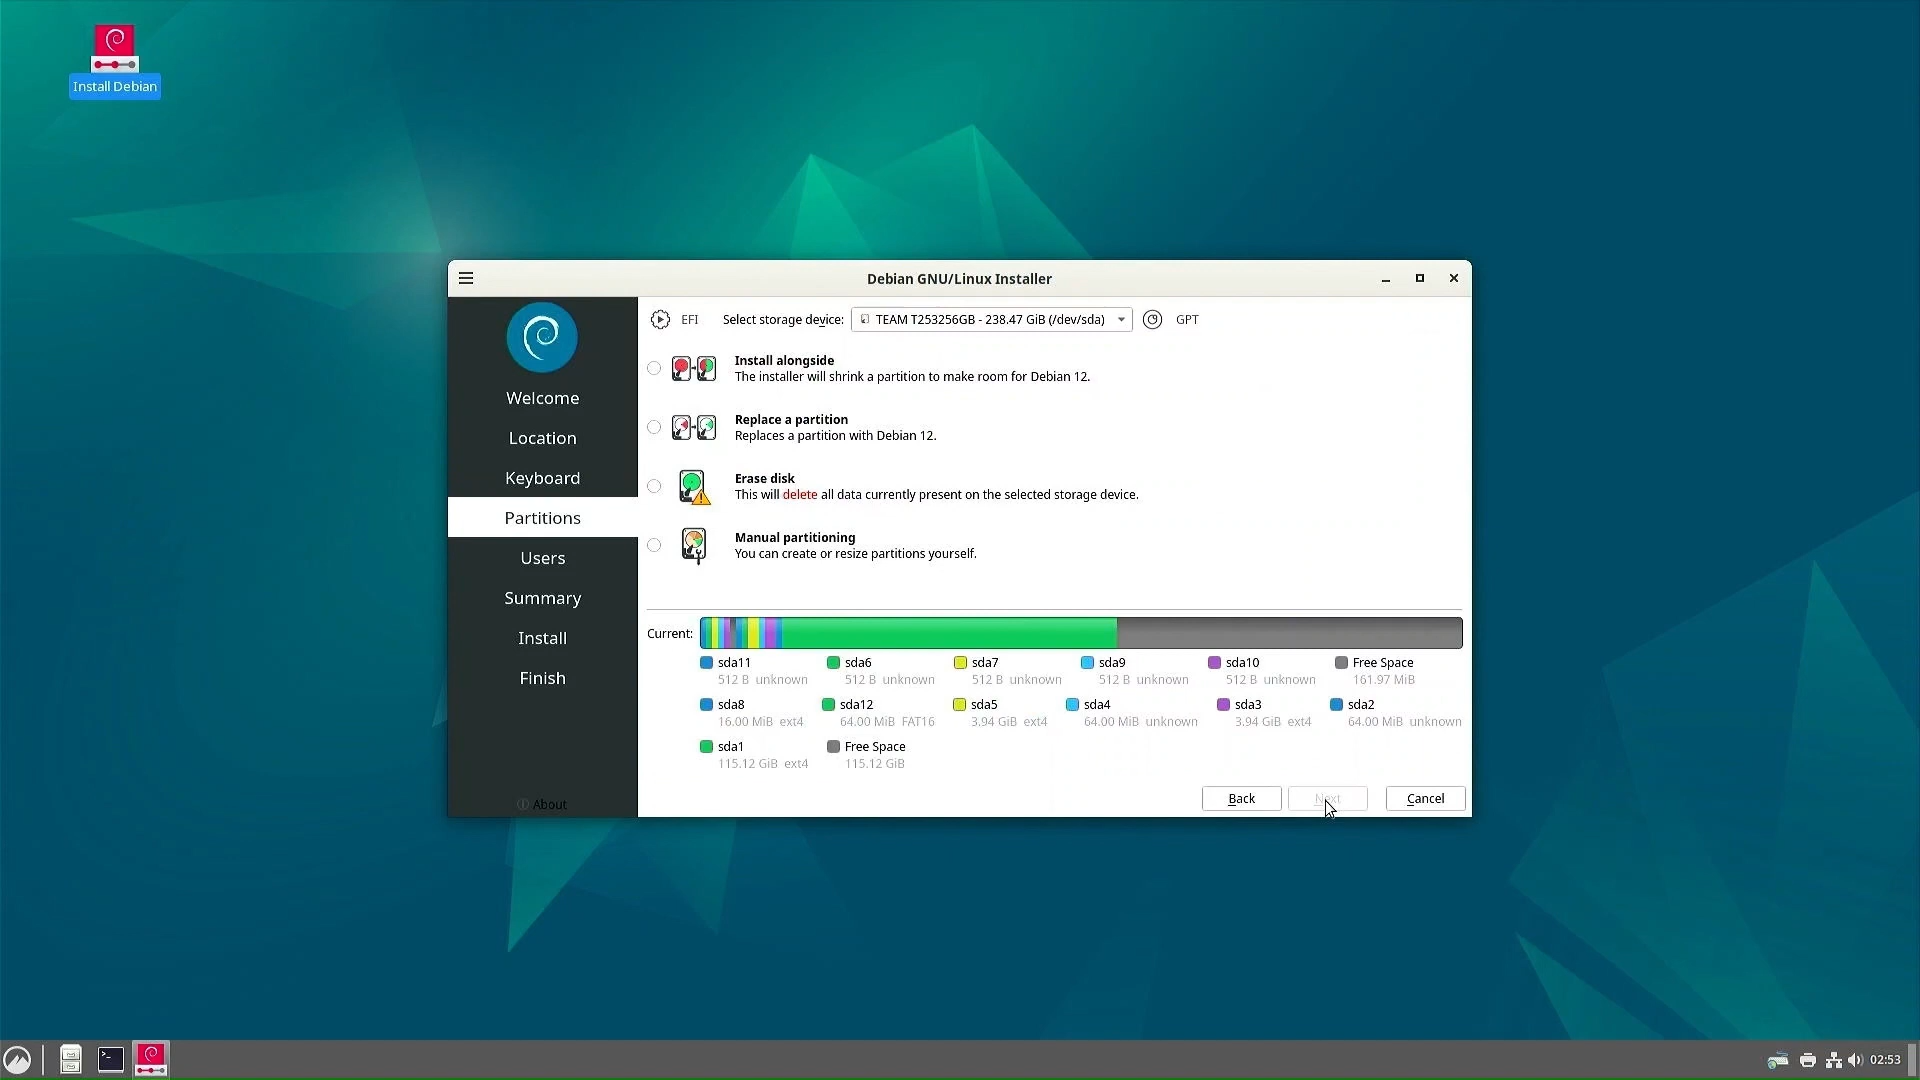 Install Debian
Debian GNU/Linux Installer
EFI
Select storage device:
TEAM T253256GB - 238.47 GiB (/dev/sda)
GPT
Welcome
Location
Keyboard
Partitions
Users
Summary
Install
Finish
About
Install alongside
The installer will shrink a partition to make room for Debian 12.
Replace a partition
Replaces a partition with Debian 12.
Erase disk
This will delete all data currently present on the selected storage device.
Manual partitioning
You can create or resize partitions yourself.
Current:
sda11
512 B unknown
sda6
512 B unknown
sda7
512 B unknown
sda9
512 B unknown
sda10
512 B unknown
Free Space
161.97 MiB
sda8
16.00 MiB ext4
sda12
64.00 MiB FAT16
sda5
3.94 GiB ext4
sda4
64.00 MiB unknown
sda3
3.94 GiB ext4
sda2
64.00 MiB unknown
sda1
115.12 GiB ext4
Free Space
115.12 GiB
Back
Next
Cancel
02:53